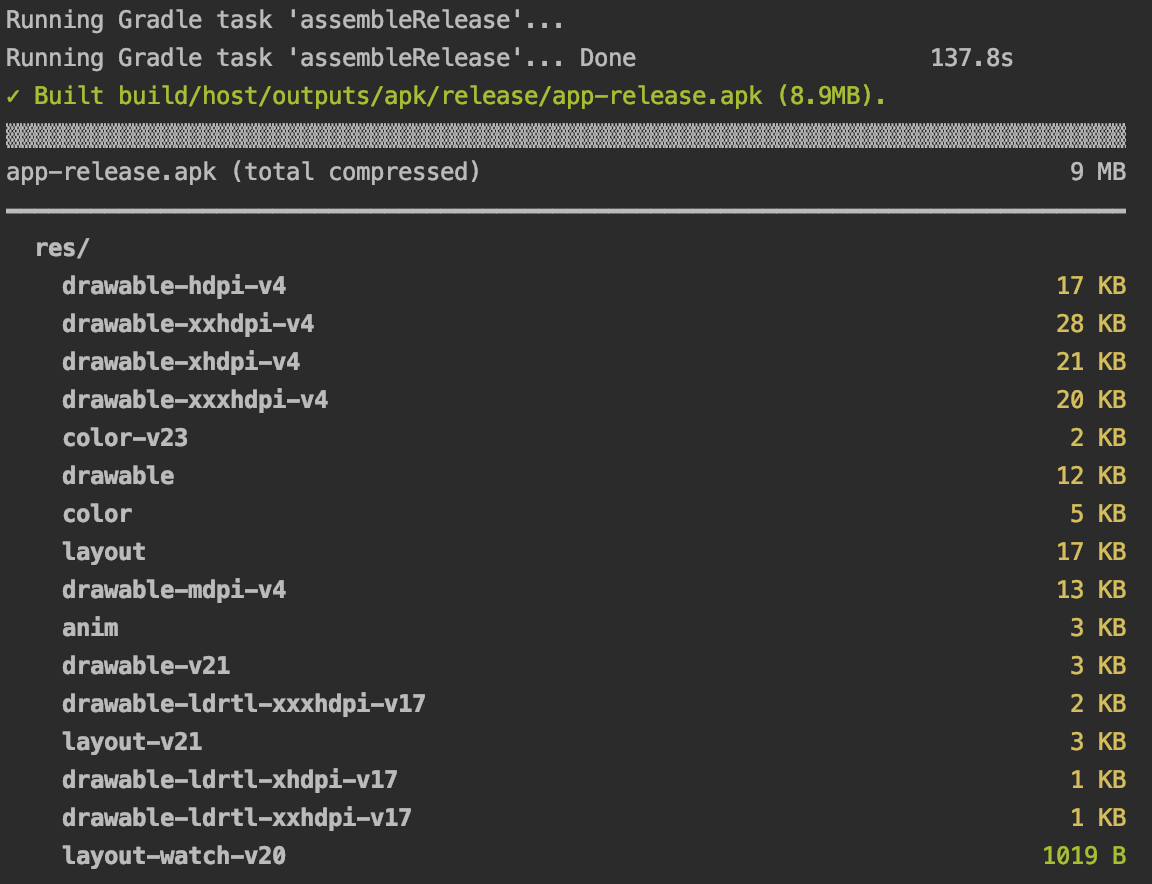 Running Gradle task 'assembleRelease'...
Running Gradle task 'assembleRelease'... Done 137.8s
✓ Built build/host/outputs/apk/release/app-release.apk (8.9MB).
app-release.apk (total compressed) 9 MB
res/
drawable-hdpi-v4 17 KB
drawable-xxhdpi-v4 28 KB
drawable-xhdpi-v4 21 KB
drawable-xxxhdpi-v4 20 KB
color-v23 2 KB
drawable 12 KB
color 5 KB
layout 17 KB
drawable-mdpi-v4 13 KB
anim 3 KB
drawable-v21 3 KB
drawable-ldrtl-xxxhdpi-v17 2 KB
layout-v21 3 KB
drawable-ldrtl-xhdpi-v17 1 KB
drawable-ldrtl-xxhdpi-v17 1 KB
layout-watch-v20 1019 B